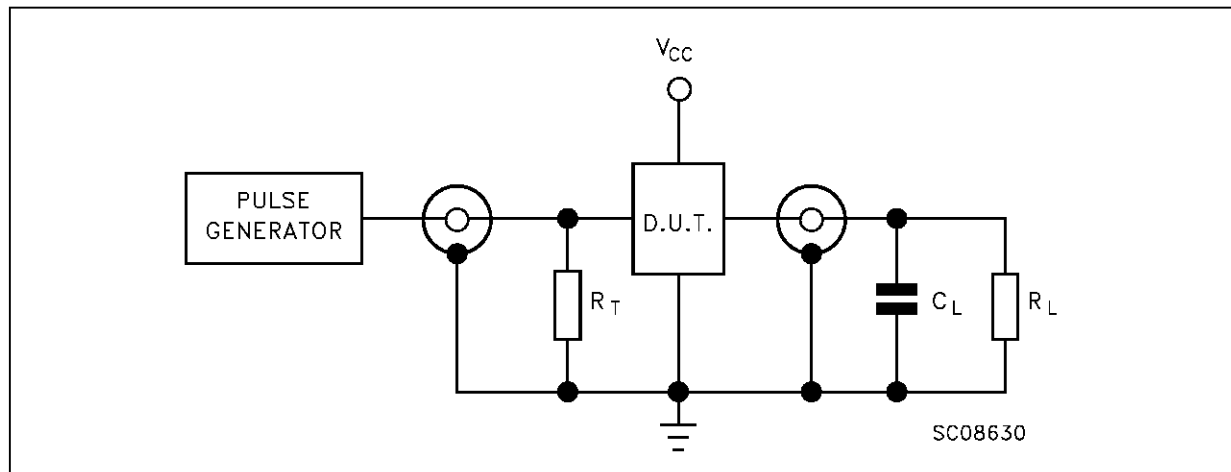 VCC
PULSE
GENERATOR
D.U.T.
RT
CL
RL
SC08630